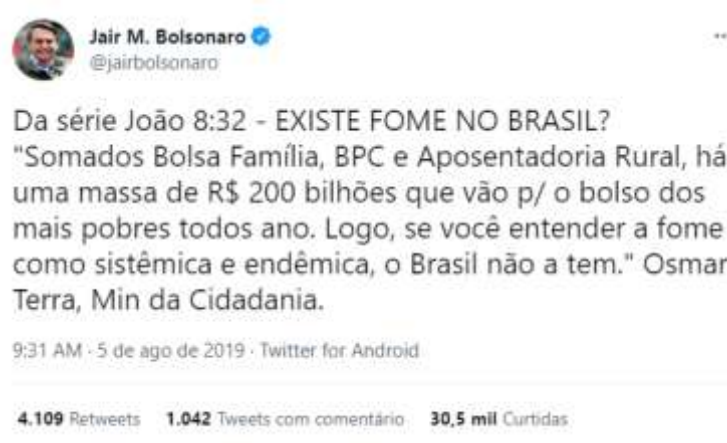 Jair M. Bolsonaro
@jairbolsonaro
Da série João 8:32 - EXISTE FOME NO BRASIL?
"Somados Bolsa Família, BPC e Aposentadoria Rural, há
uma massa de R$ 200 bilhões que vão p/ o bolso dos
mais pobres todos ano. Logo, se você entender a fome
como sistêmica e endêmica, o Brasil não a tem." Osmar
Terra, Min da Cidadania.
9:31 AM · 5 de ago de 2019 · Twitter for Android
4.109 Retweets 1.042 Tweets com comentário 30,5 mil Curtidas